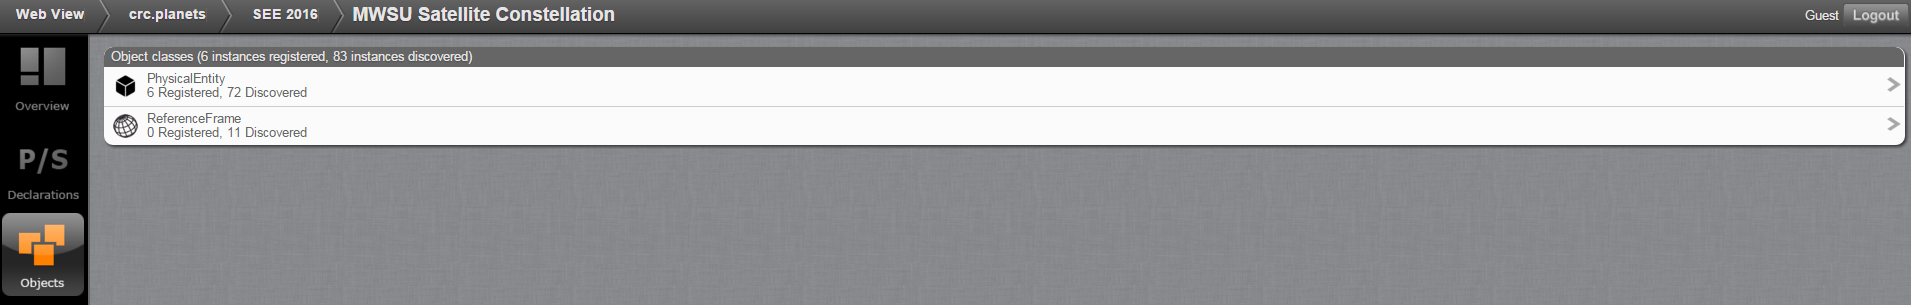 Web View crc.planets SEE 2016 MWSU Satellite Constellation Guest Logout
Object classes (6 instances registered, 83 instances discovered)
PhysicalEntity
6 Registered, 72 Discovered
Overview
ReferenceFrame
0 Registered, 11 Discovered
P/S
Declarations
Objects